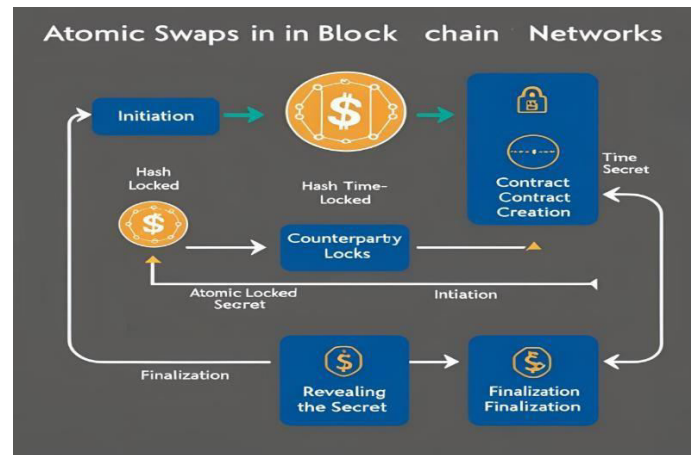 Atomic Swaps in in Block chain Networks
Initiation
Hash
Locked
Hash Time-
Locked
Contract
Contract
Creation
Time
Secret
Counterparty
Locks
Atomic Locked
Secret
Intiation
Finalization
Revealing
the Secret
Finalization
Finalization